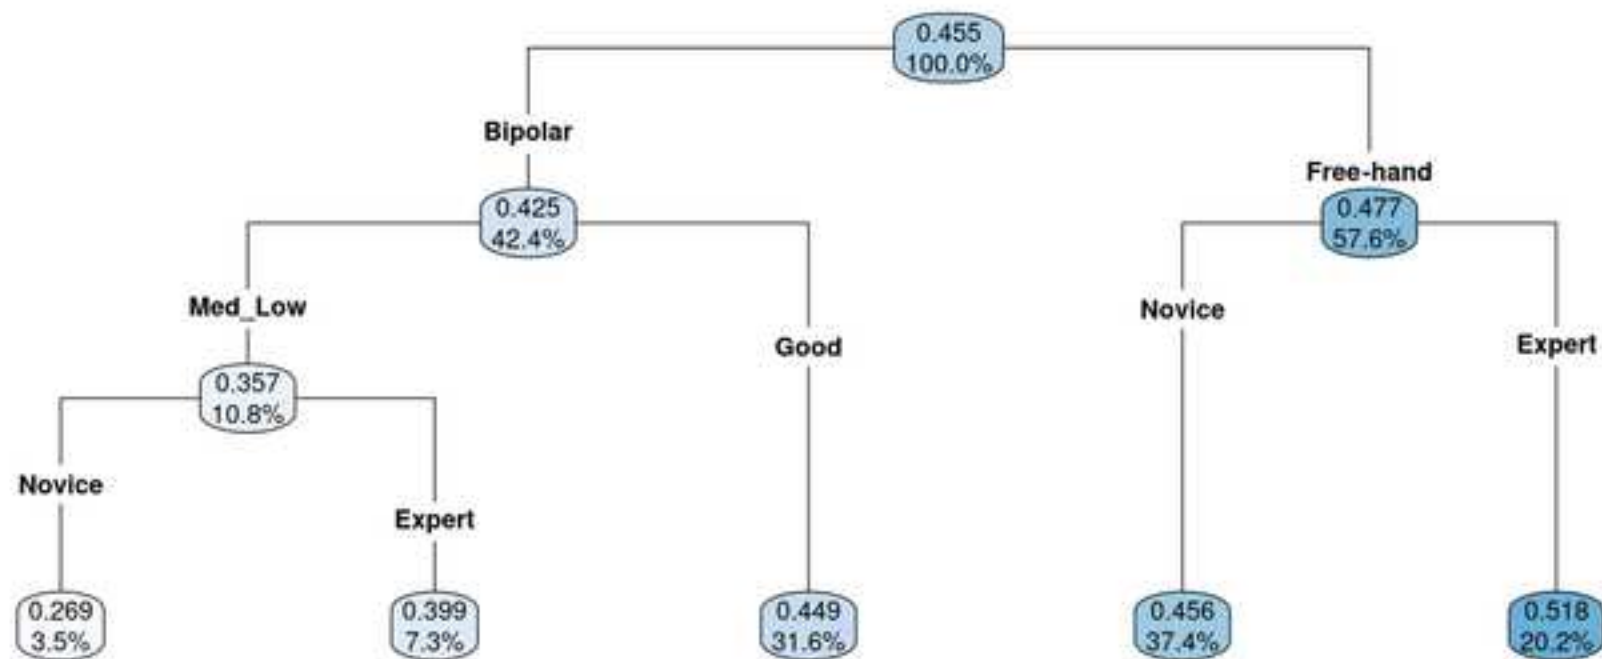 0.455
100.0%
Bipolar
Free-hand
0.425
42.4%
0.477
57.6%
Med_Low
Good
Novice
Expert
0.357
10.8%
Novice
Expert
0.269
3.5%
0.399
7.3%
0.449
31.6%
0.456
37.4%
0.518
20.2%